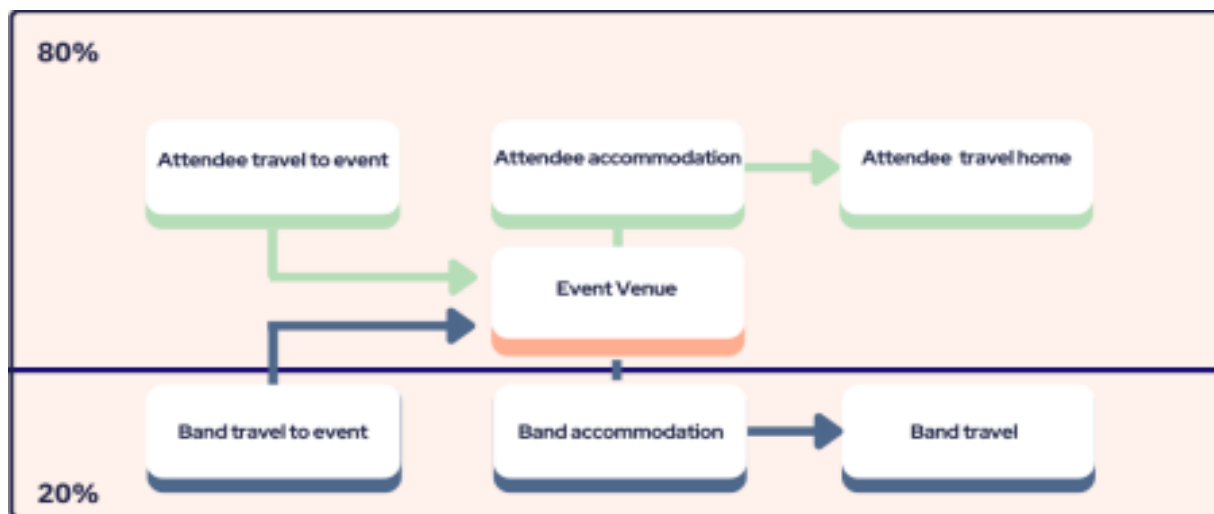 80%
Attendee travel to event
Attendee accommodation
Attendee travel home
Event Venue
Band travel to event
Band accommodation
Band travel
20%